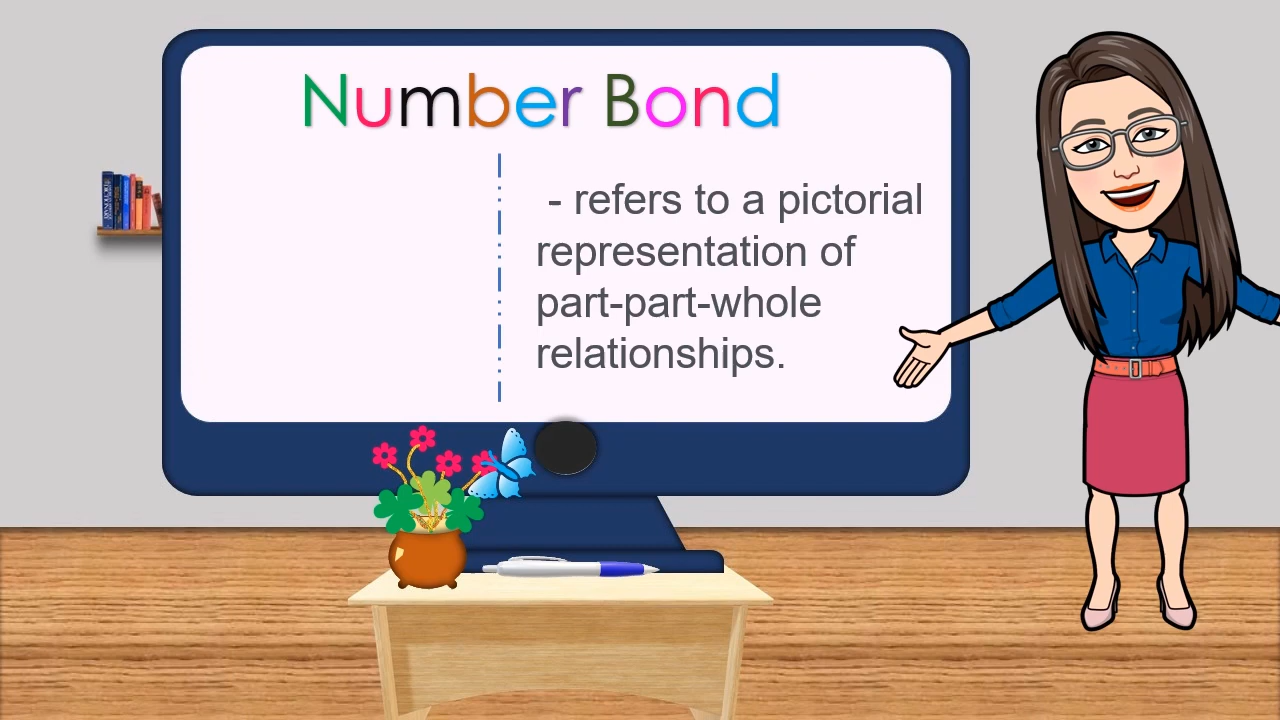 Number Bond
- refers to a pictorial
representation of
part-part-whole
relationships.